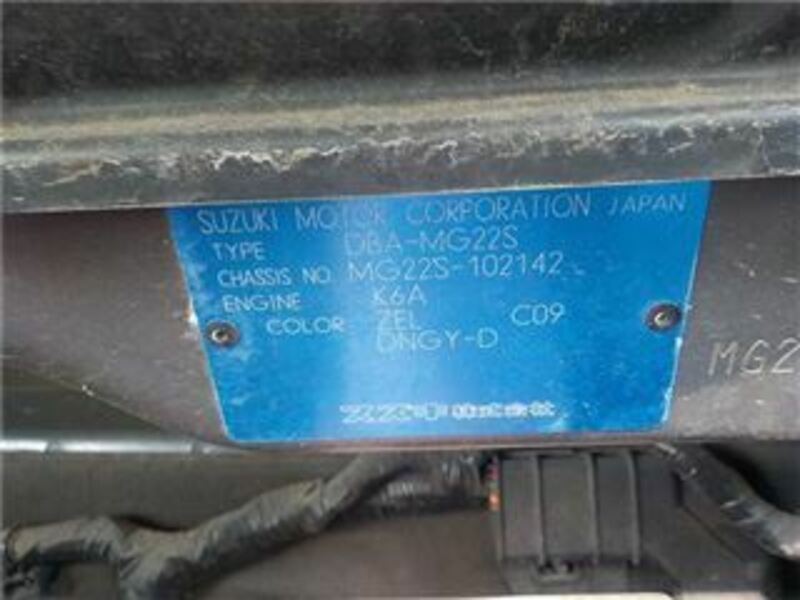 SUZUKI MOTOR CORPORATION JAPAN
TYPE DBA-MG22S
CHASSIS NO. MG22S-102142
ENGINE K6A
COLOR ZEL C09
DNGY-D
MG2